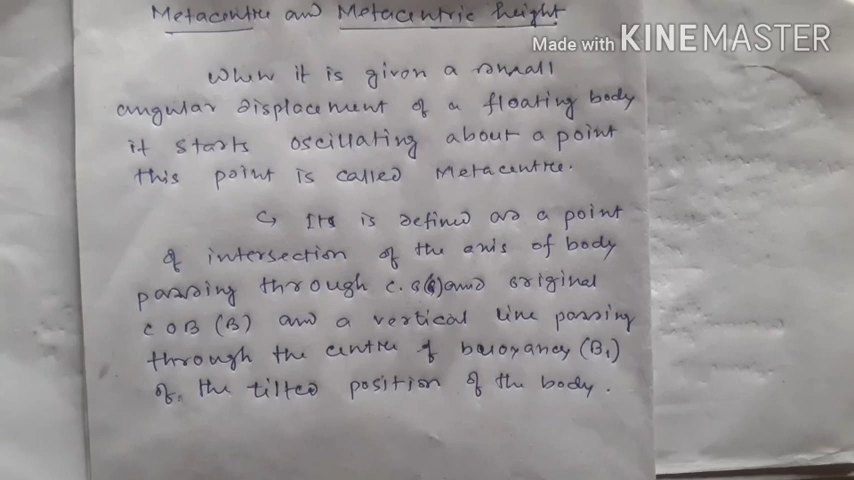 Metacentre and Metacentric height
Made with KINEMASTER
When it is given a small
angular displacement of a floating body
it starts oscillating about a point
this point is called Metacentre.
↳ Its is defined as a point
of intersection of the axis of body
passing through C.G(G) and original
COB (B) and a vertical line passing
through the centre of buoyancy (B1)
of. the tilted position of the body.